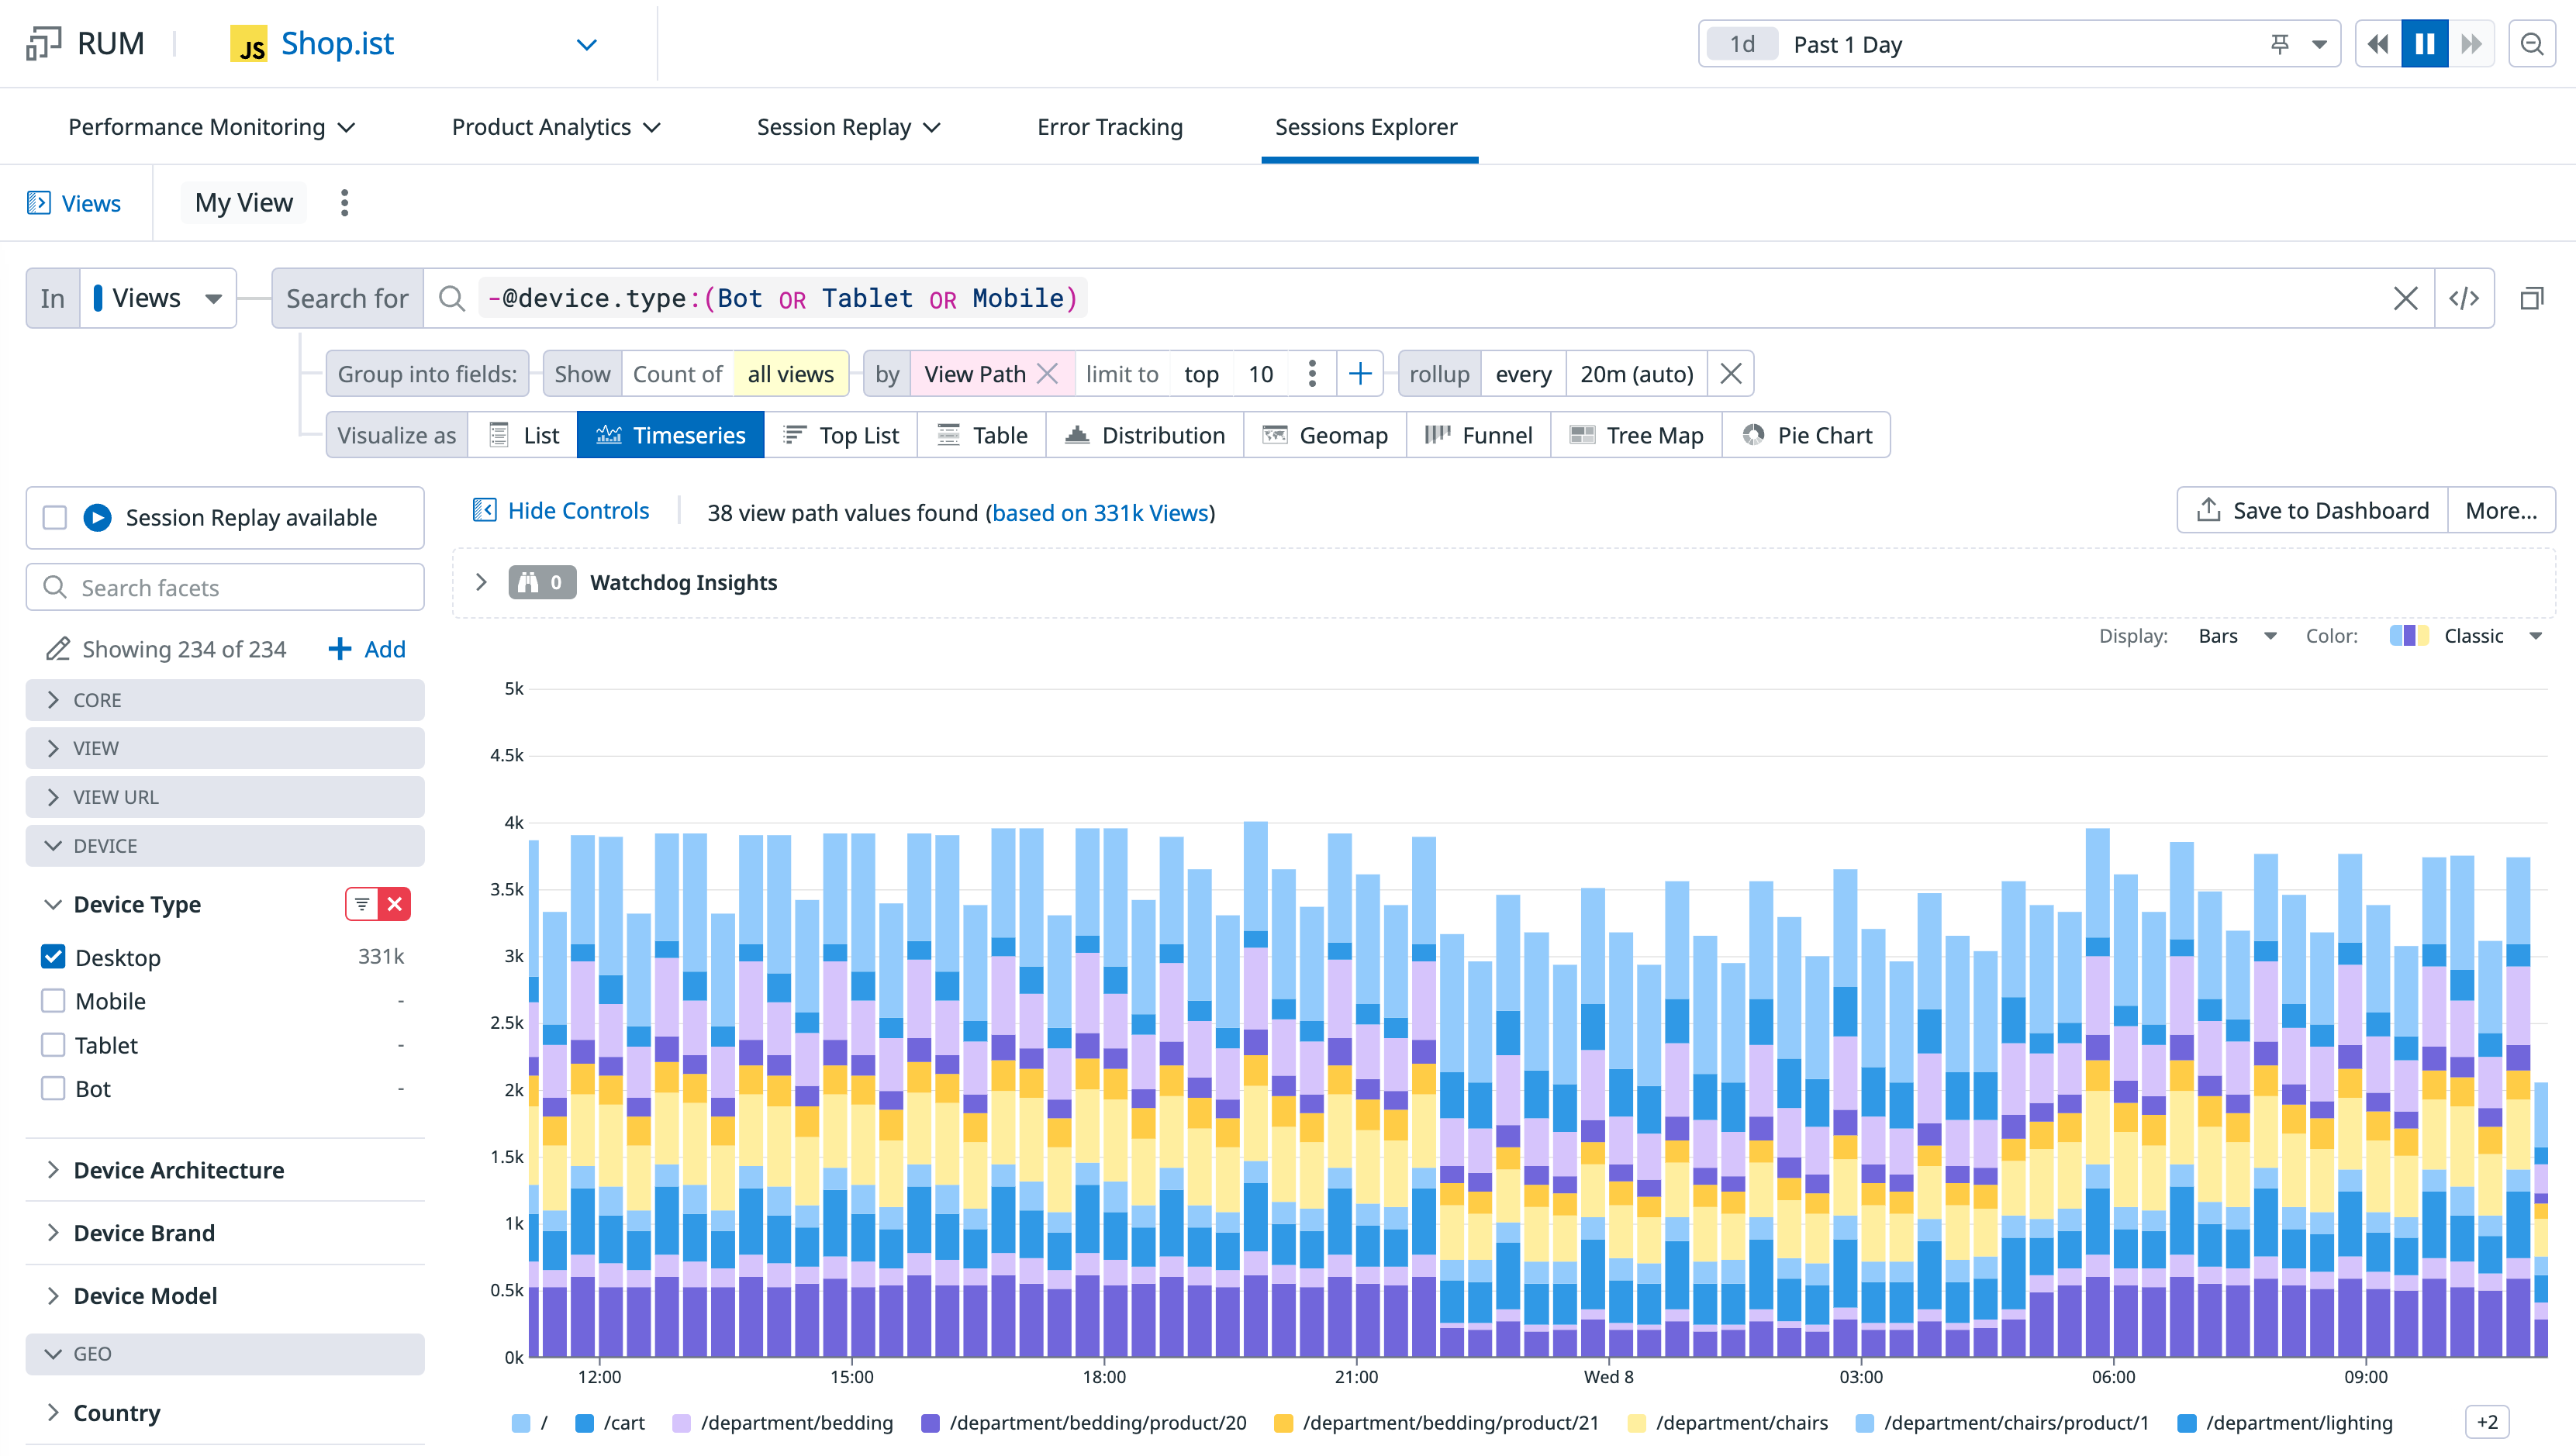 RUM
JS Shop.ist
1d Past 1 Day
Performance Monitoring Product Analytics Session Replay Error Tracking Sessions Explorer
Views My View
In Views Search for -@device.type:(Bot OR Tablet OR Mobile) </>
Group into fields: Show Count of all views by View Path limit to top 10 rollup every 20m (auto)
Visualize as List Timeseries Top List Table Distribution Geomap Funnel Tree Map Pie Chart
Session Replay available
Search facets
Showing 234 of 234 Add
CORE
VIEW
VIEW URL
DEVICE
Device Type
Desktop 331k
Mobile -
Tablet -
Bot -
Device Architecture
Device Brand
Device Model
GEO
Country
Hide Controls 38 view path values found (based on 331k Views) Save to Dashboard More...
0 Watchdog Insights
Display: Bars Color: Classic
5k
4.5k
4k
3.5k
3k
2.5k
2k
1.5k
1k
0.5k
0k
12:00 15:00 18:00 21:00 Wed 8 03:00 06:00 09:00
/ /cart /department/bedding /department/bedding/product/20 /department/bedding/product/21 /department/chairs /department/chairs/product/1 /department/lighting +2